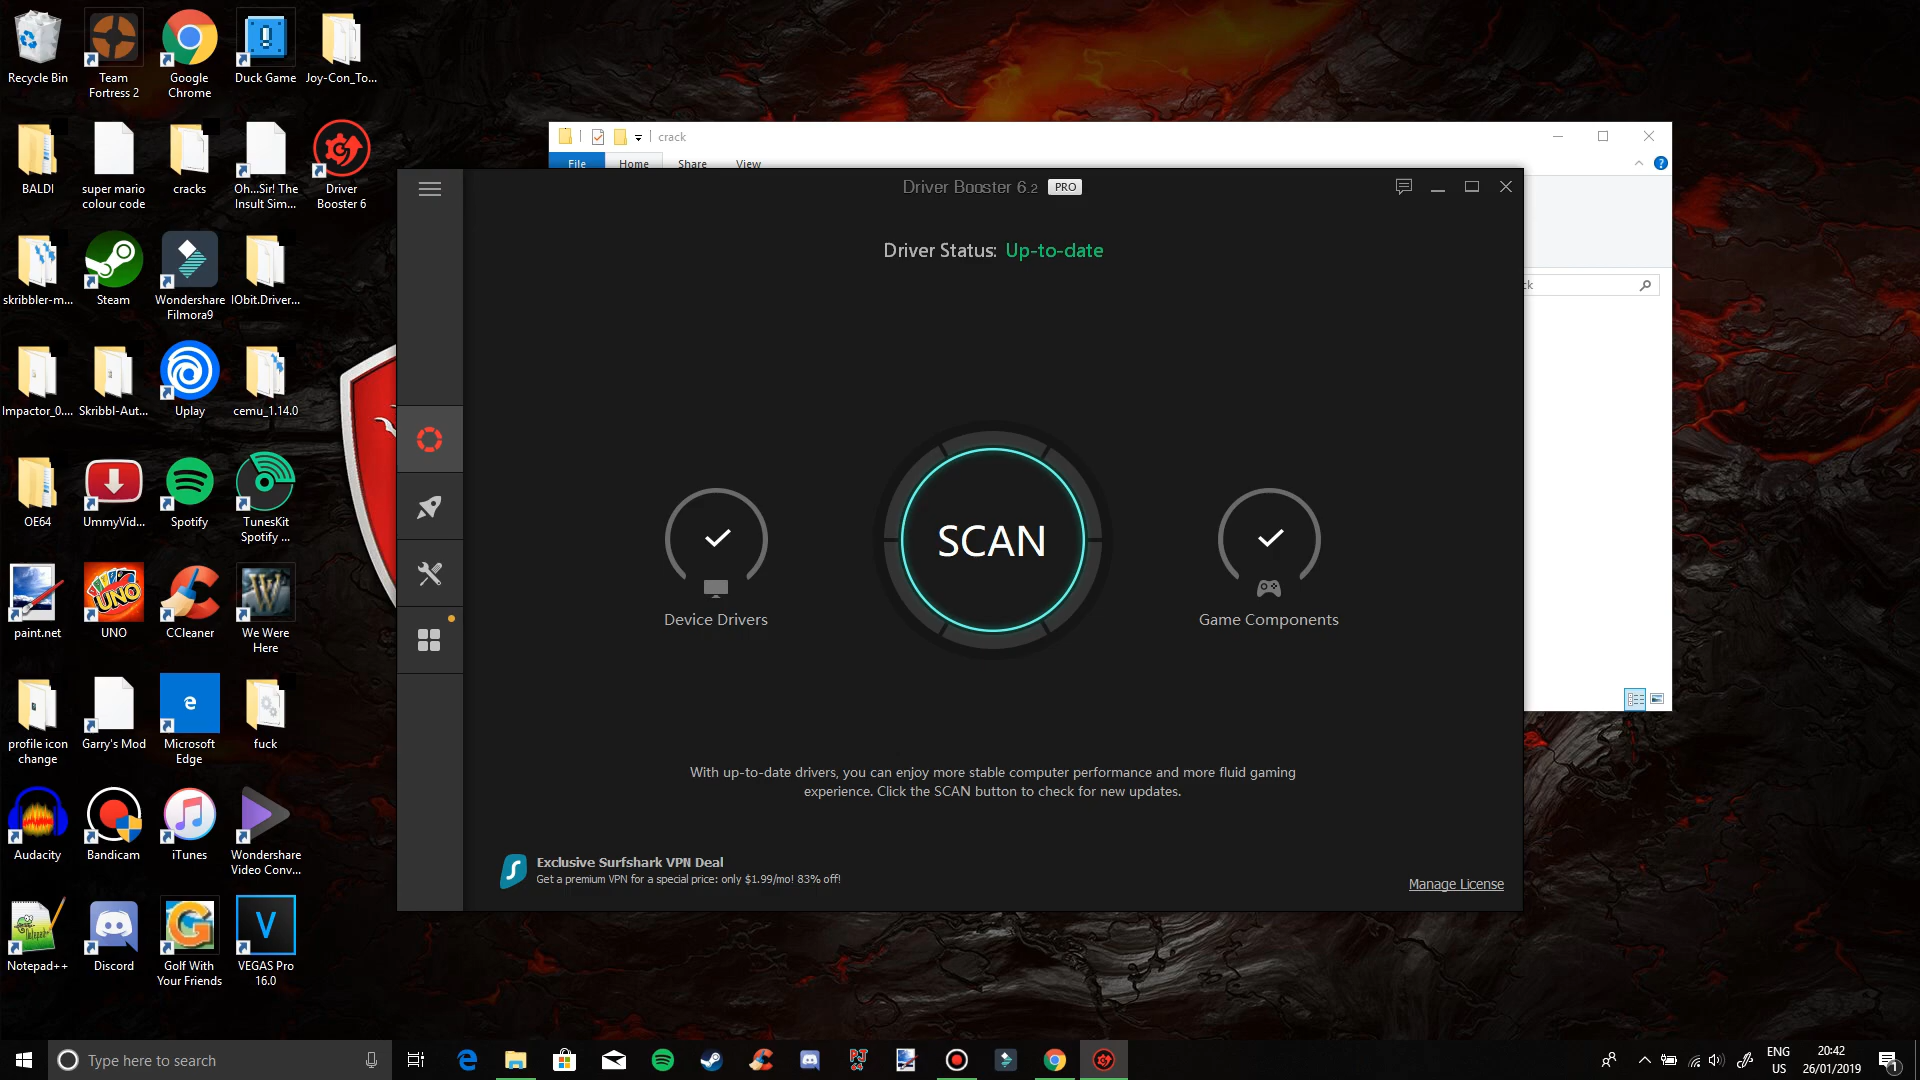 Recycle Bin
Team
Fortress 2
Google
Chrome
Duck Game
Joy-Con_To...
BALDI
super mario
colour code
cracks
Oh...Sir! The
Insult Sim...
Driver
Booster 6
skribbler-m...
Steam
Wondershare
Filmora9
IObit.Driver...
Impactor_0....
Skribbl-Aut...
Uplay
cemu_1.14.0
OE64
UmmyVid...
Spotify
TunesKit
Spotify ...
paint.net
UNO
CCleaner
We Were
Here
profile icon
change
Garry's Mod
Microsoft
Edge
fuck
Audacity
Bandicam
iTunes
Wondershare
Video Conv...
Notepad++
Discord
Golf With
Your Friends
VEGAS Pro
16.0
crack
File
Home
Share
View
ck
Driver Booster 6.2 PRO
Driver Status: Up-to-date
SCAN
Device Drivers
Game Components
With up-to-date drivers, you can enjoy more stable computer performance and more fluid gaming
experience. Click the SCAN button to check for new updates.
Exclusive Surfshark VPN Deal
Get a premium VPN for a special price: only $1.99/mo! 83% off!
Manage License
Type here to search
ENG
US
20:42
26/01/2019
1